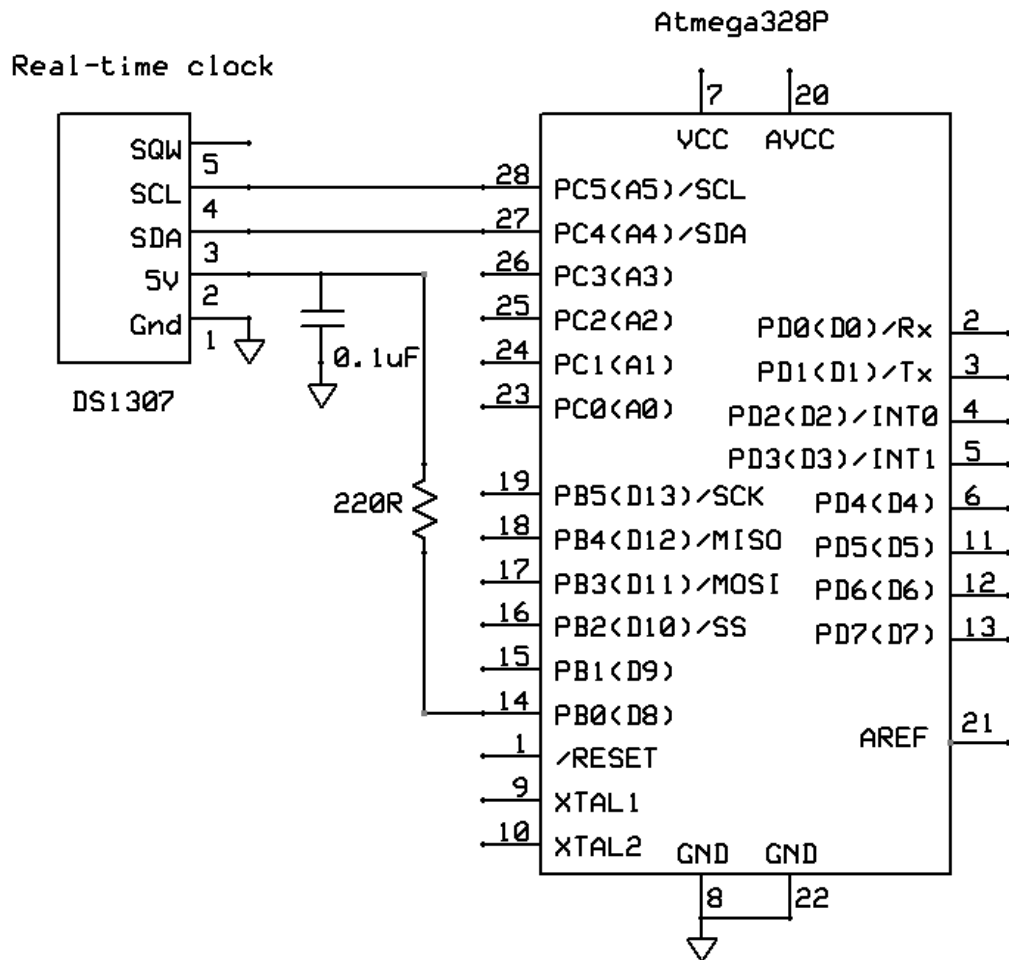 Atmega328P
Real-time clock
7
20
VCC
AVCC
SQW
5
SCL
4
SDA
3
5V
2
Gnd
1
DS1307
0.1uF
220R
28
PC5(A5)/SCL
27
PC4(A4)/SDA
26
PC3(A3)
25
PC2(A2)
24
PC1(A1)
23
PC0(A0)
19
PB5(D13)/SCK
18
PB4(D12)/MISO
17
PB3(D11)/MOSI
16
PB2(D10)/SS
15
PB1(D9)
14
PB0(D8)
1
/RESET
9
XTAL1
10
XTAL2
PD0(D0)/Rx
2
PD1(D1)/Tx
3
PD2(D2)/INT0
4
PD3(D3)/INT1
5
PD4(D4)
6
PD5(D5)
11
PD6(D6)
12
PD7(D7)
13
AREF
21
GND
GND
8
22